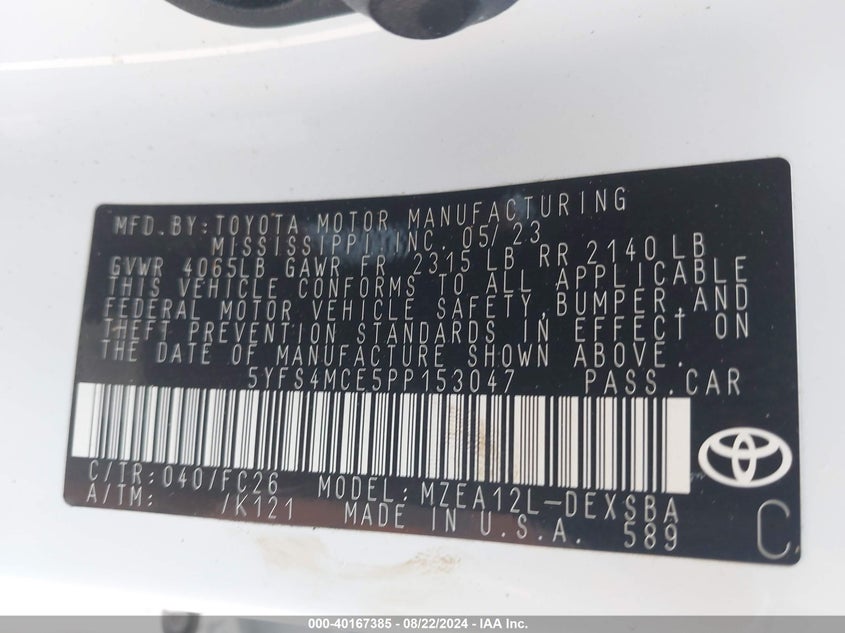 MFD.BY:TOYOTA MOTOR MANUFACTURING
MISSISSIPPI,INC. 05/23
GVWR 4065LB GAWR FR 2315 LB RR 2140 LB
THIS VEHICLE CONFORMS TO ALL APPLICABLE
FEDERAL MOTOR VEHICLE SAFETY,BUMPER,AND
THEFT PREVENTION STANDARDS IN EFFECT ON
THE DATE OF MANUFACTURE SHOWN ABOVE.
5YFS4MCE5PP153047 PASS.CAR
C/TR:040/FC26 MODEL:MZEA12L-DEXSBA
A/TM: /K121 MADE IN U.S.A. 589 C
000-40167385 - 08/22/2024 - IAA Inc.